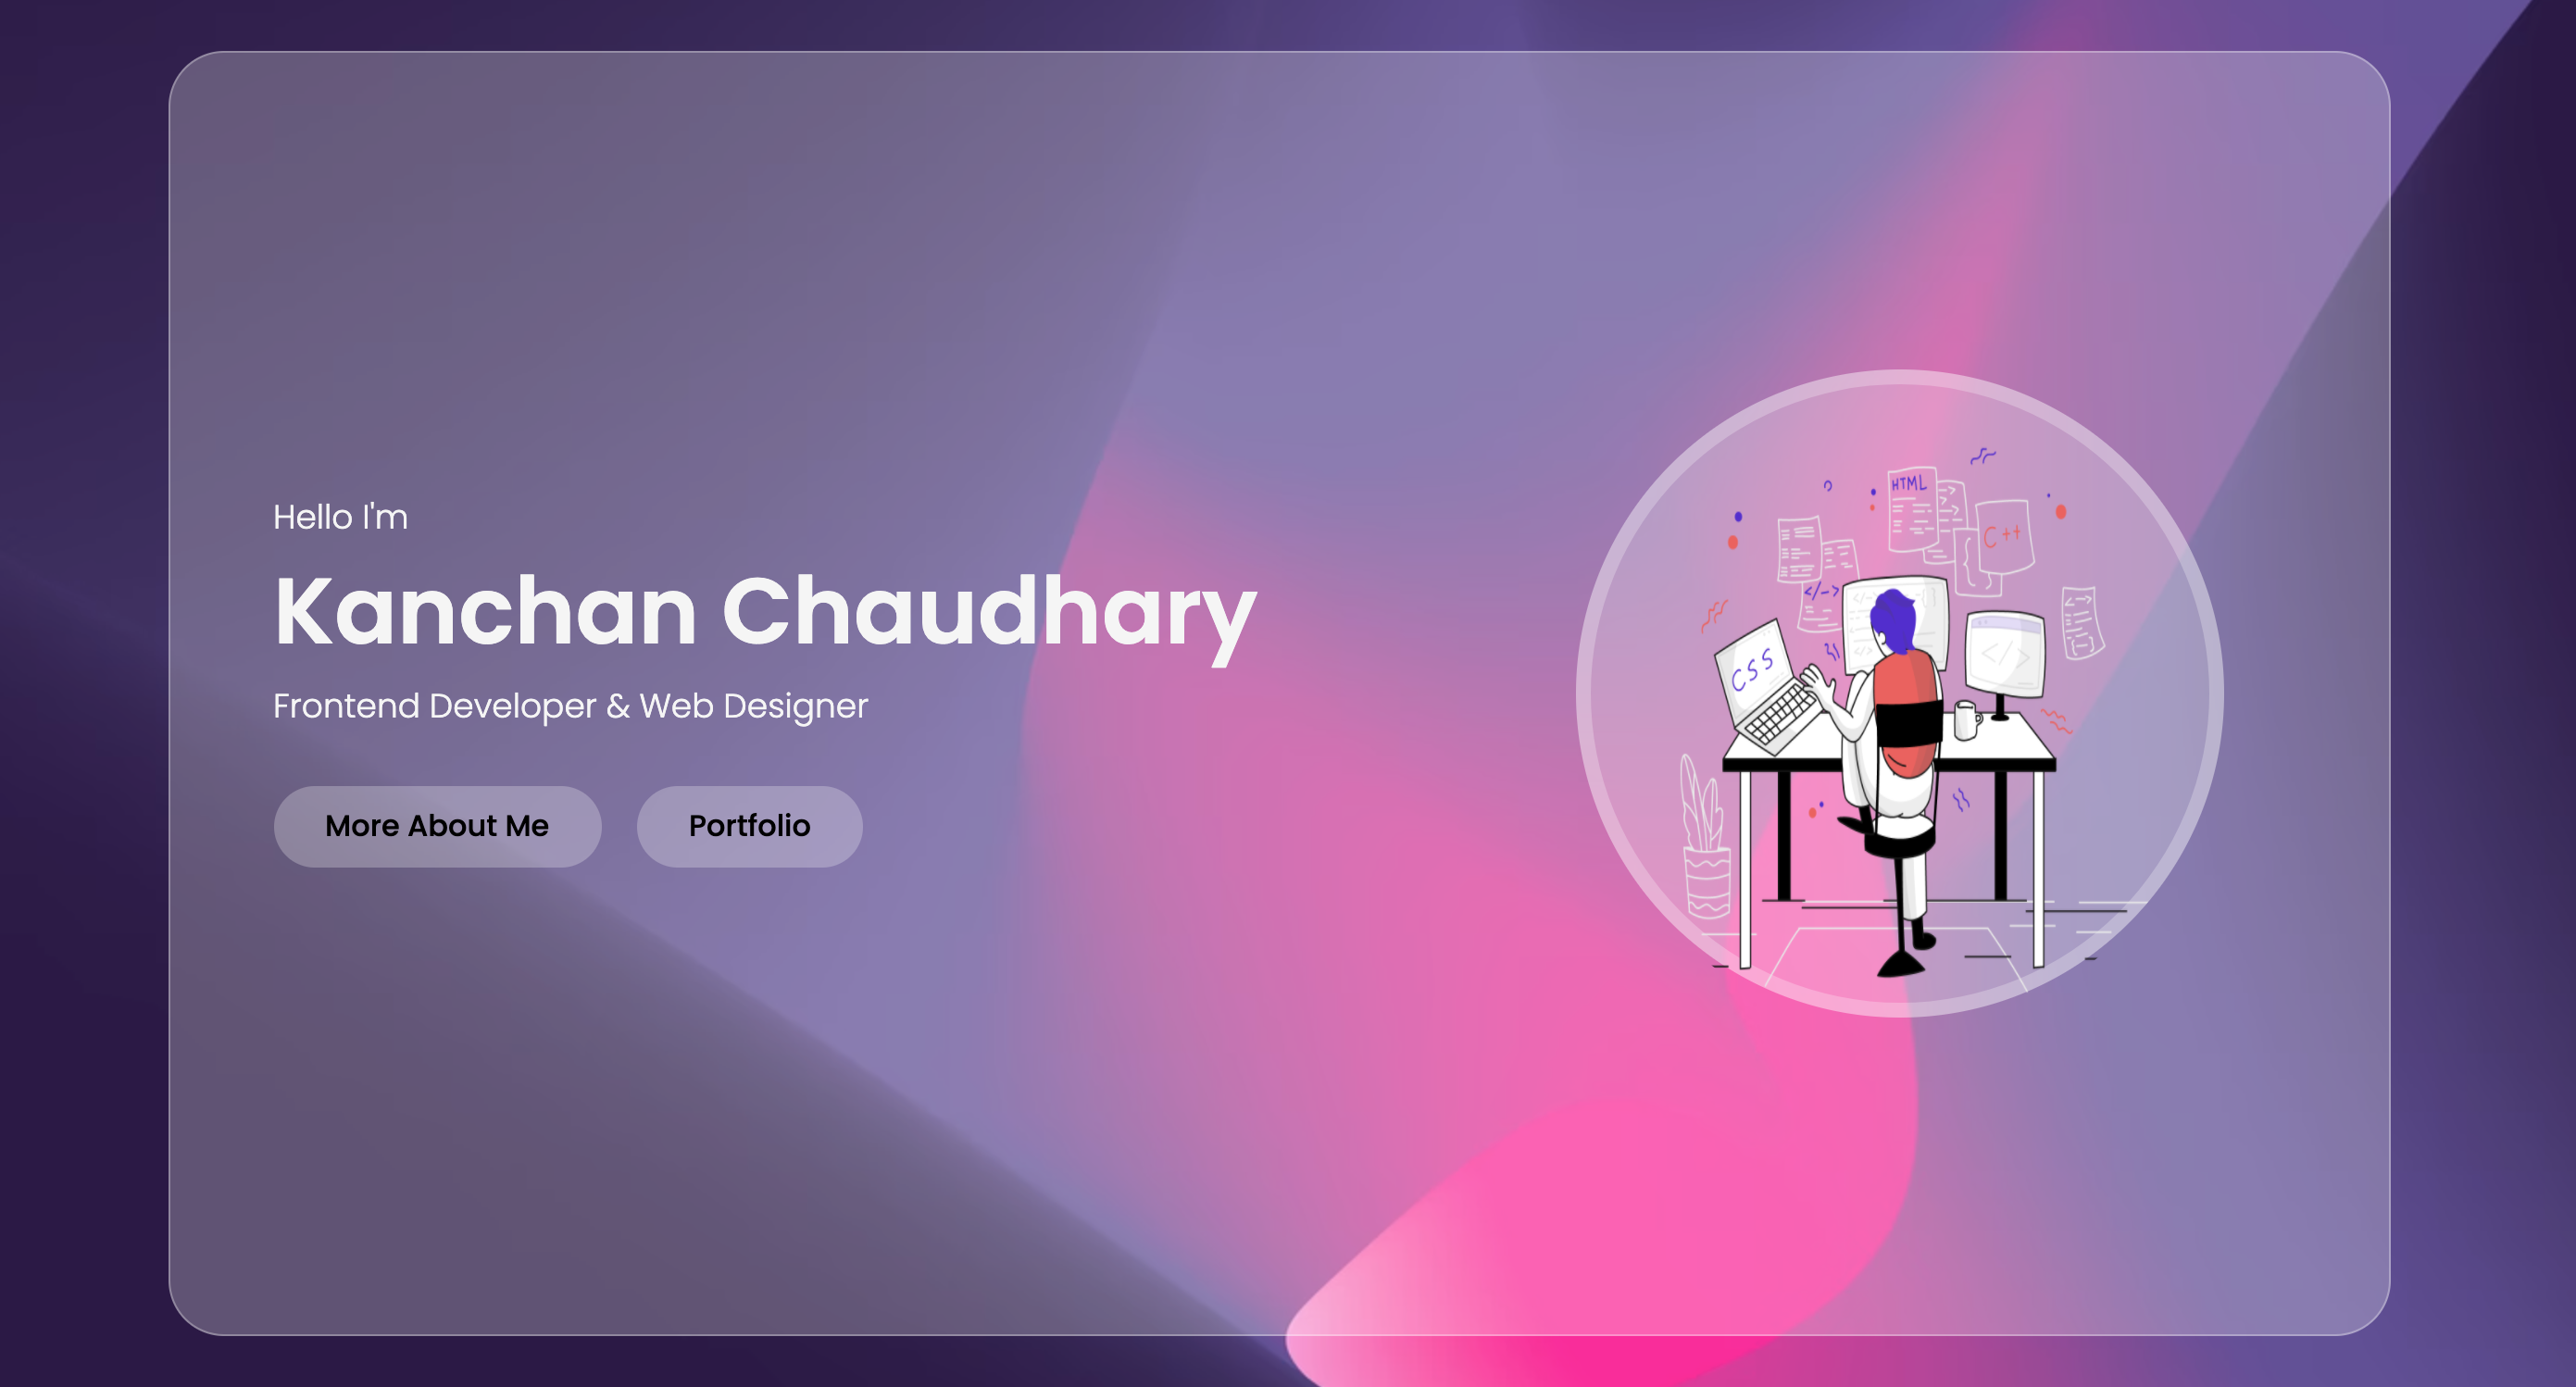 Hello I'm
Kanchan Chaudhary
Frontend Developer & Web Designer
More About Me
Portfolio
HTML
C++
</->
CSS
</>